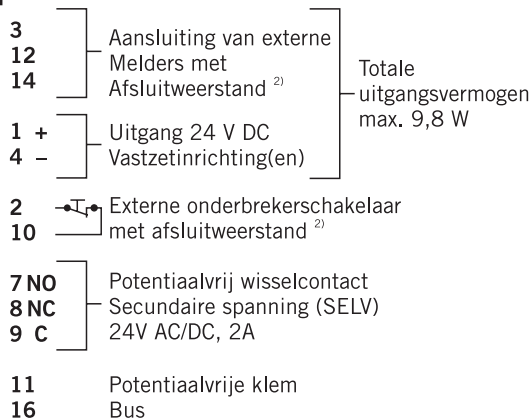 3
12
14
Aansluiting van externe
Melders met
Afsluitweerstand 2)
1 +
4 –
Uitgang 24 V DC
Vastzetinrichting(en)
Totale
uitgangsvermogen
max. 9,8 W
2
10
Externe onderbrekerschakelaar
met afsluitweerstand 2)
7 NO
8 NC
9 C
Potentiaalvrij wisselcontact
Secundaire spanning (SELV)
24V AC/DC, 2A
11 Potentiaalvrije klem
16 Bus